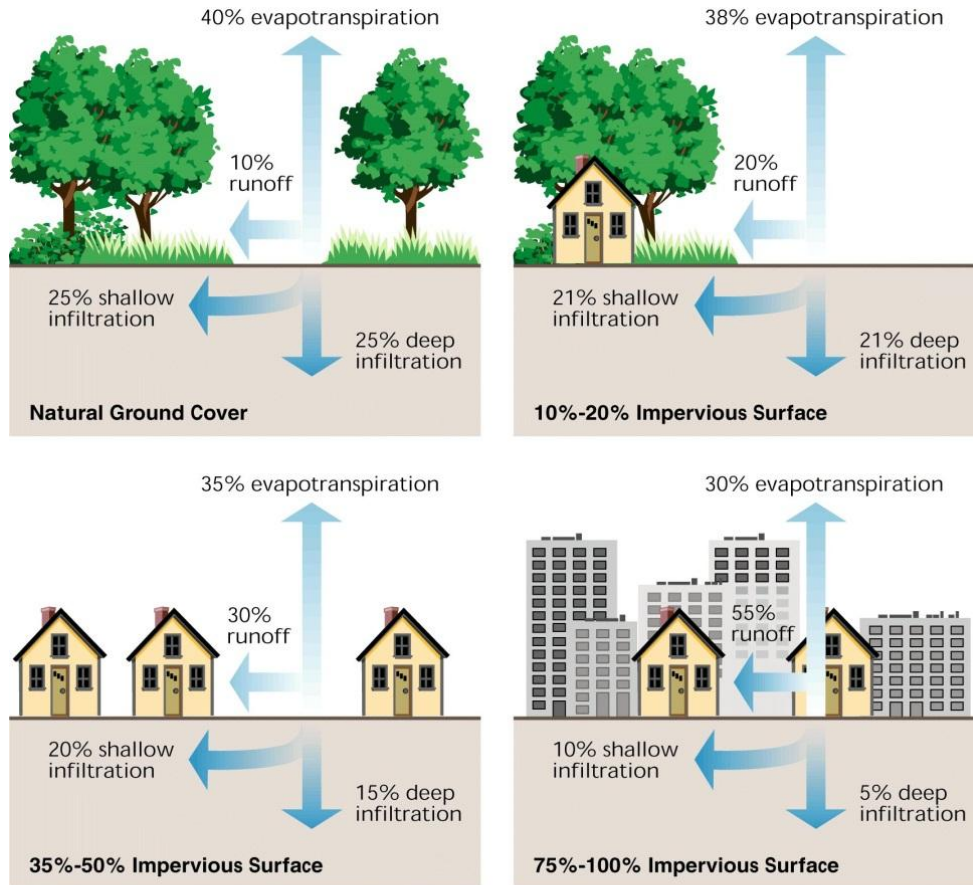 40% evapotranspiration
10%
runoff
25% shallow
infiltration
25% deep
infiltration
Natural Ground Cover
38% evapotranspiration
20%
runoff
21% shallow
infiltration
21% deep
infiltration
10%-20% Impervious Surface
35% evapotranspiration
30%
runoff
20% shallow
infiltration
15% deep
infiltration
35%-50% Impervious Surface
30% evapotranspiration
55%
runoff
10% shallow
infiltration
5% deep
infiltration
75%-100% Impervious Surface